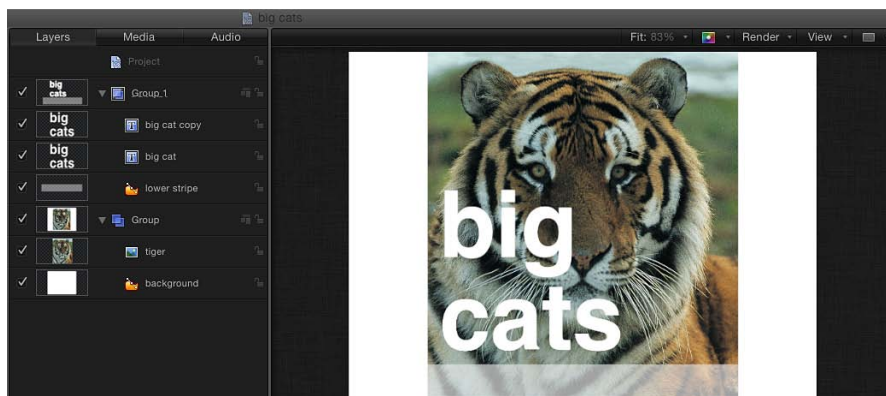 big cats
Layers Media Audio
Fit: 83% Render View
Project
big
cats
Group_1
big
cats
big cat copy
big
cats
big cat
lower stripe
Group
tiger
background
big
cats